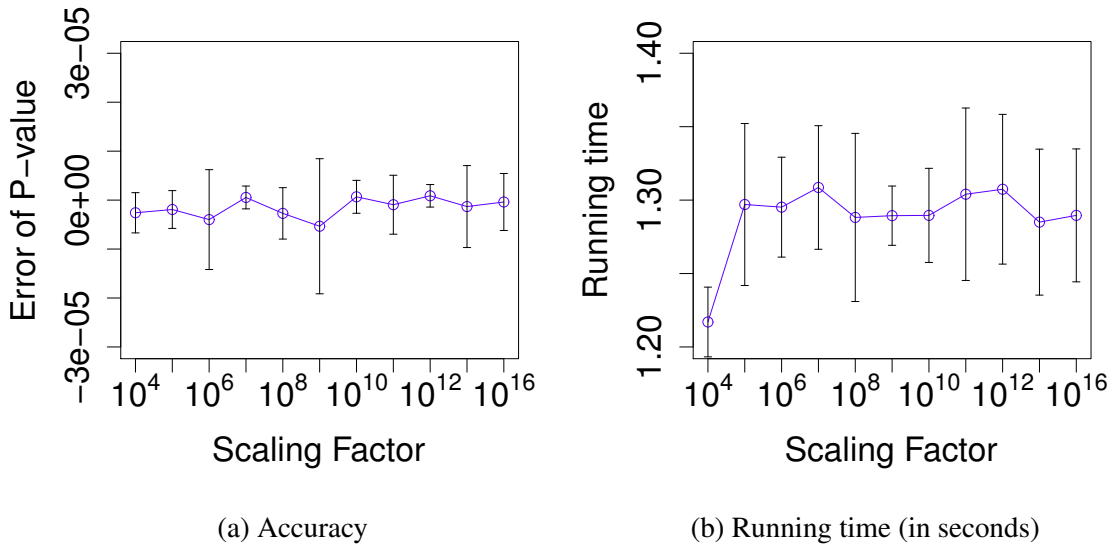 3e−05
0e+00
−3e−05
Error of P−value
10^4 10^6 10^8 10^10 10^12 10^16
Scaling Factor
(a) Accuracy
1.40
1.30
1.20
Running time
10^4 10^6 10^8 10^10 10^12 10^16
Scaling Factor
(b) Running time (in seconds)